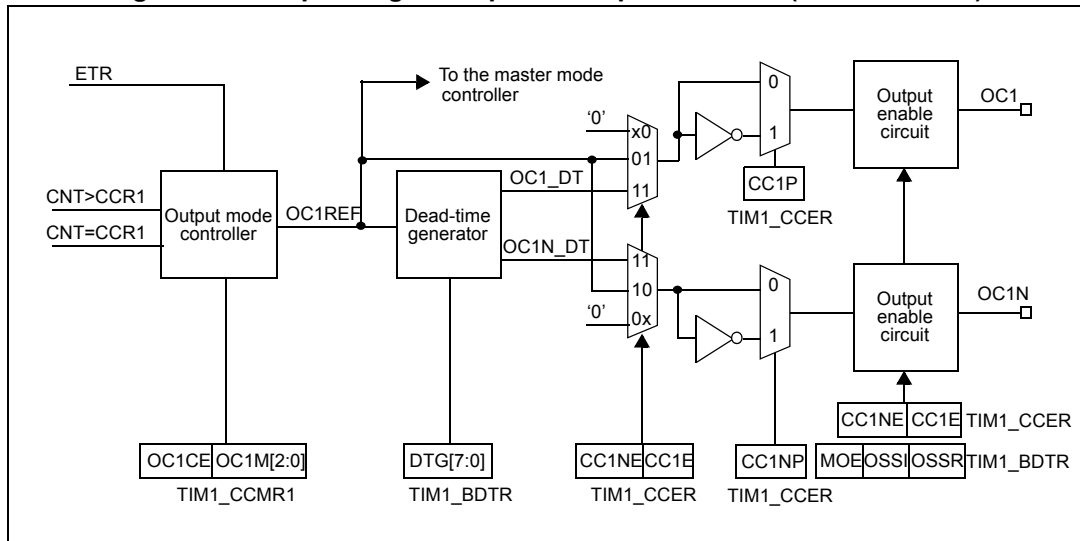 ETR
To the master mode
controller
'0'
x0
01
11
0
1
CC1P
TIM1_CCER
Output
enable
circuit
OC1
CNT>CCR1
CNT=CCR1
Output mode
controller
OC1REF
Dead-time
generator
OC1_DT
OC1N_DT
11
10
0x
'0'
0
1
Output
enable
circuit
OC1N
OC1CE OC1M[2:0]
TIM1_CCMR1
DTG[7:0]
TIM1_BDTR
CC1NE CC1E
TIM1_CCER
CC1NP
TIM1_CCER
CC1NE CC1E TIM1_CCER
MOE OSSI OSSR TIM1_BDTR